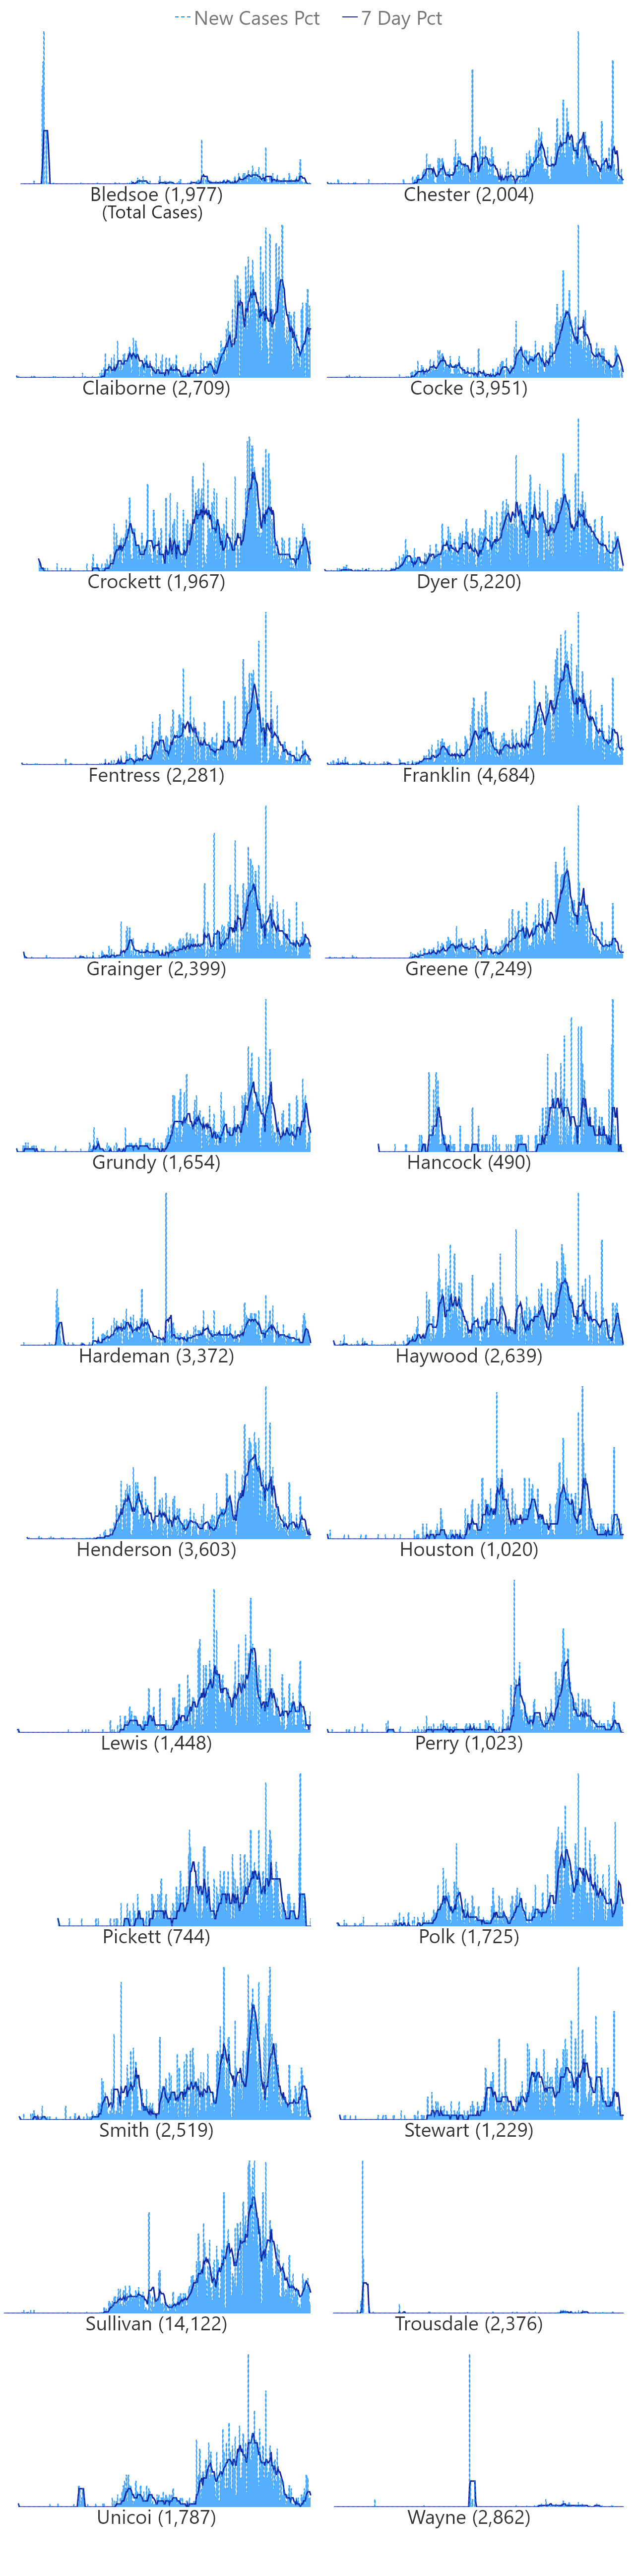 New Cases Pct 7 Day Pct
Bledsoe (1,977) Chester (2,004)
(Total Cases)
Claiborne (2,709) Cocke (3,951)
Crockett (1,967) Dyer (5,220)
Fentress (2,281) Franklin (4,684)
Grainger (2,399) Greene (7,249)
Grundy (1,654) Hancock (490)
Hardeman (3,372) Haywood (2,639)
Henderson (3,603) Houston (1,020)
Lewis (1,448) Perry (1,023)
Pickett (744) Polk (1,725)
Smith (2,519) Stewart (1,229)
Sullivan (14,122) Trousdale (2,376)
Unicoi (1,787) Wayne (2,862)